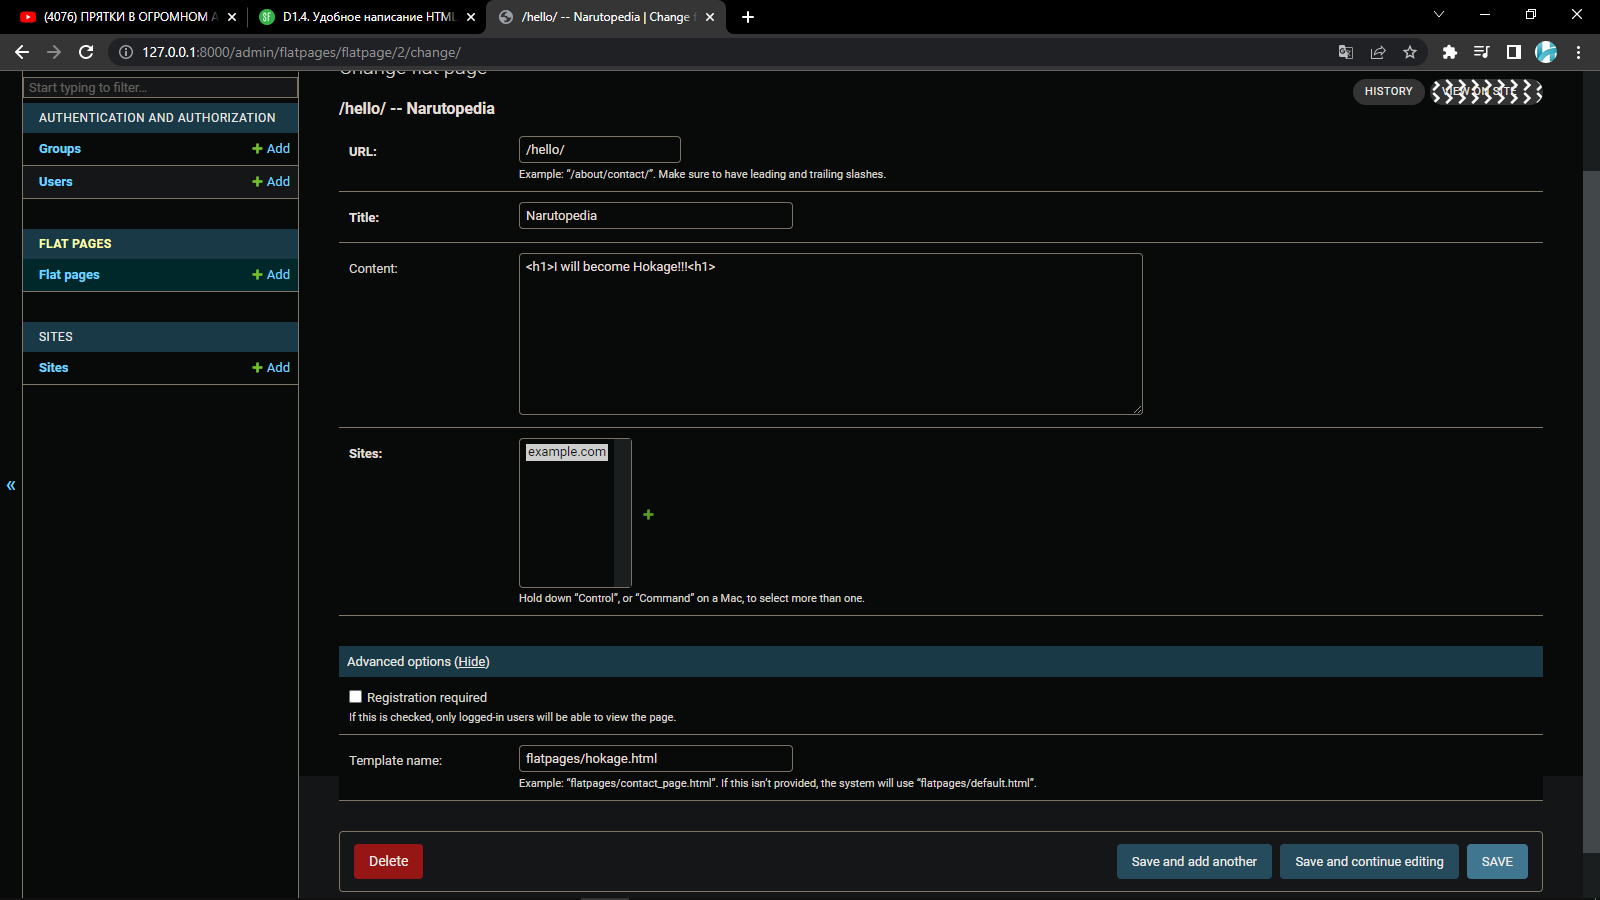 (4076) ПРЯТКИ В ОГРОМНОМ
D1.4. Удобное написание HTML
/hello/ -- Narutopedia | Change
127.0.0.1:8000/admin/flatpages/flatpage/2/change/
Change flat page
Start typing to filter...
HISTORY
VIEW ON SITE
/hello/ -- Narutopedia
AUTHENTICATION AND AUTHORIZATION
Groups
Add
Users
Add
FLAT PAGES
Flat pages
Add
SITES
Sites
Add
«
URL:
/hello/
Example: “/about/contact/”. Make sure to have leading and trailing slashes.
Title:
Narutopedia
Content:
<h1>I will become Hokage!!!<h1>
Sites:
example.com
Hold down “Control”, or “Command” on a Mac, to select more than one.
Advanced options (Hide)
Registration required
If this is checked, only logged-in users will be able to view the page.
Template name:
flatpages/hokage.html
Example: “flatpages/contact_page.html”. If this isn’t provided, the system will use “flatpages/default.html”.
Delete
Save and add another
Save and continue editing
SAVE